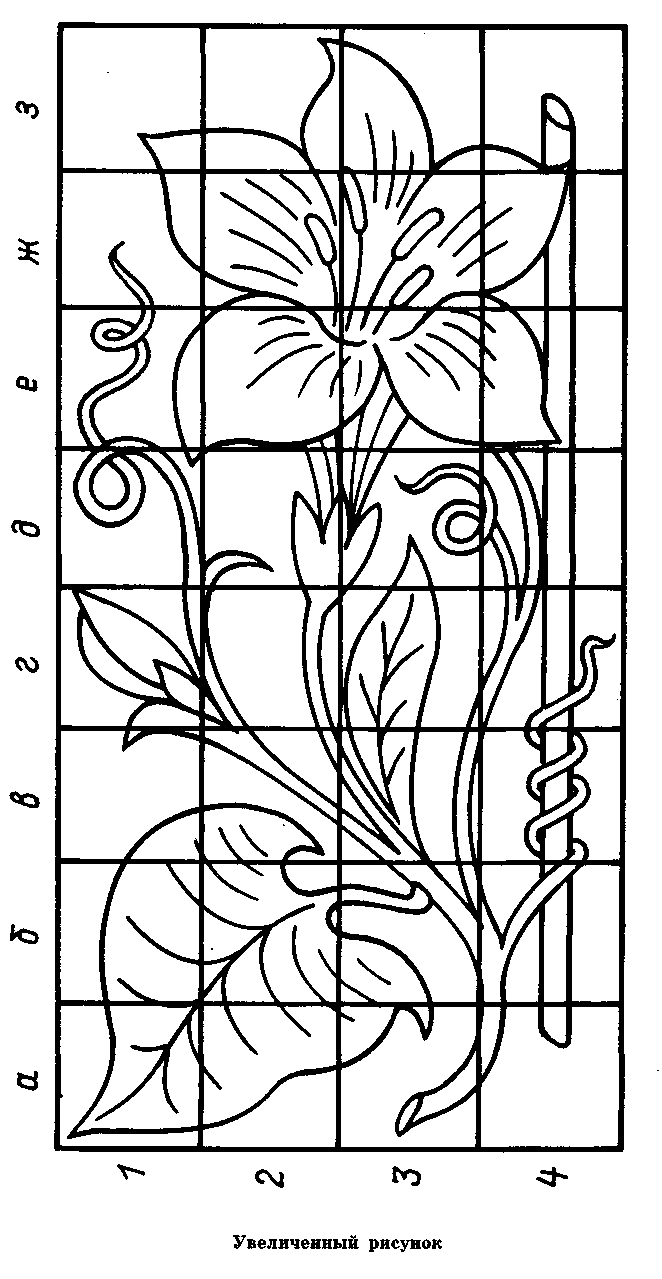 з
ж
е
д
г
в
б
а
1 2 3 4
Увеличенный рисунок